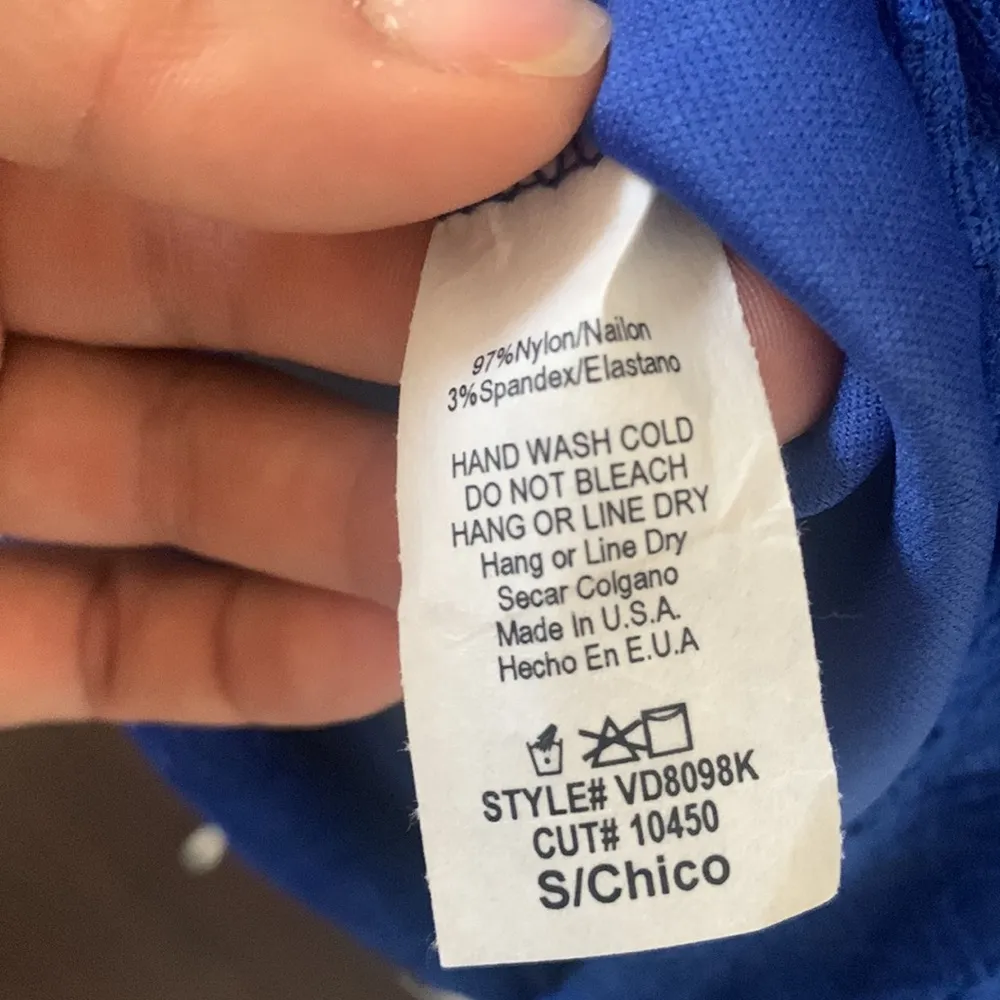 97%Nylon/Nailon
3%Spandex/Elastano
HAND WASH COLD
DO NOT BLEACH
HANG OR LINE DRY
Hang or Line Dry
Secar Colgano
Made In U.S.A.
Hecho En E.U.A
STYLE# VD8098K
CUT# 10450
S/Chico